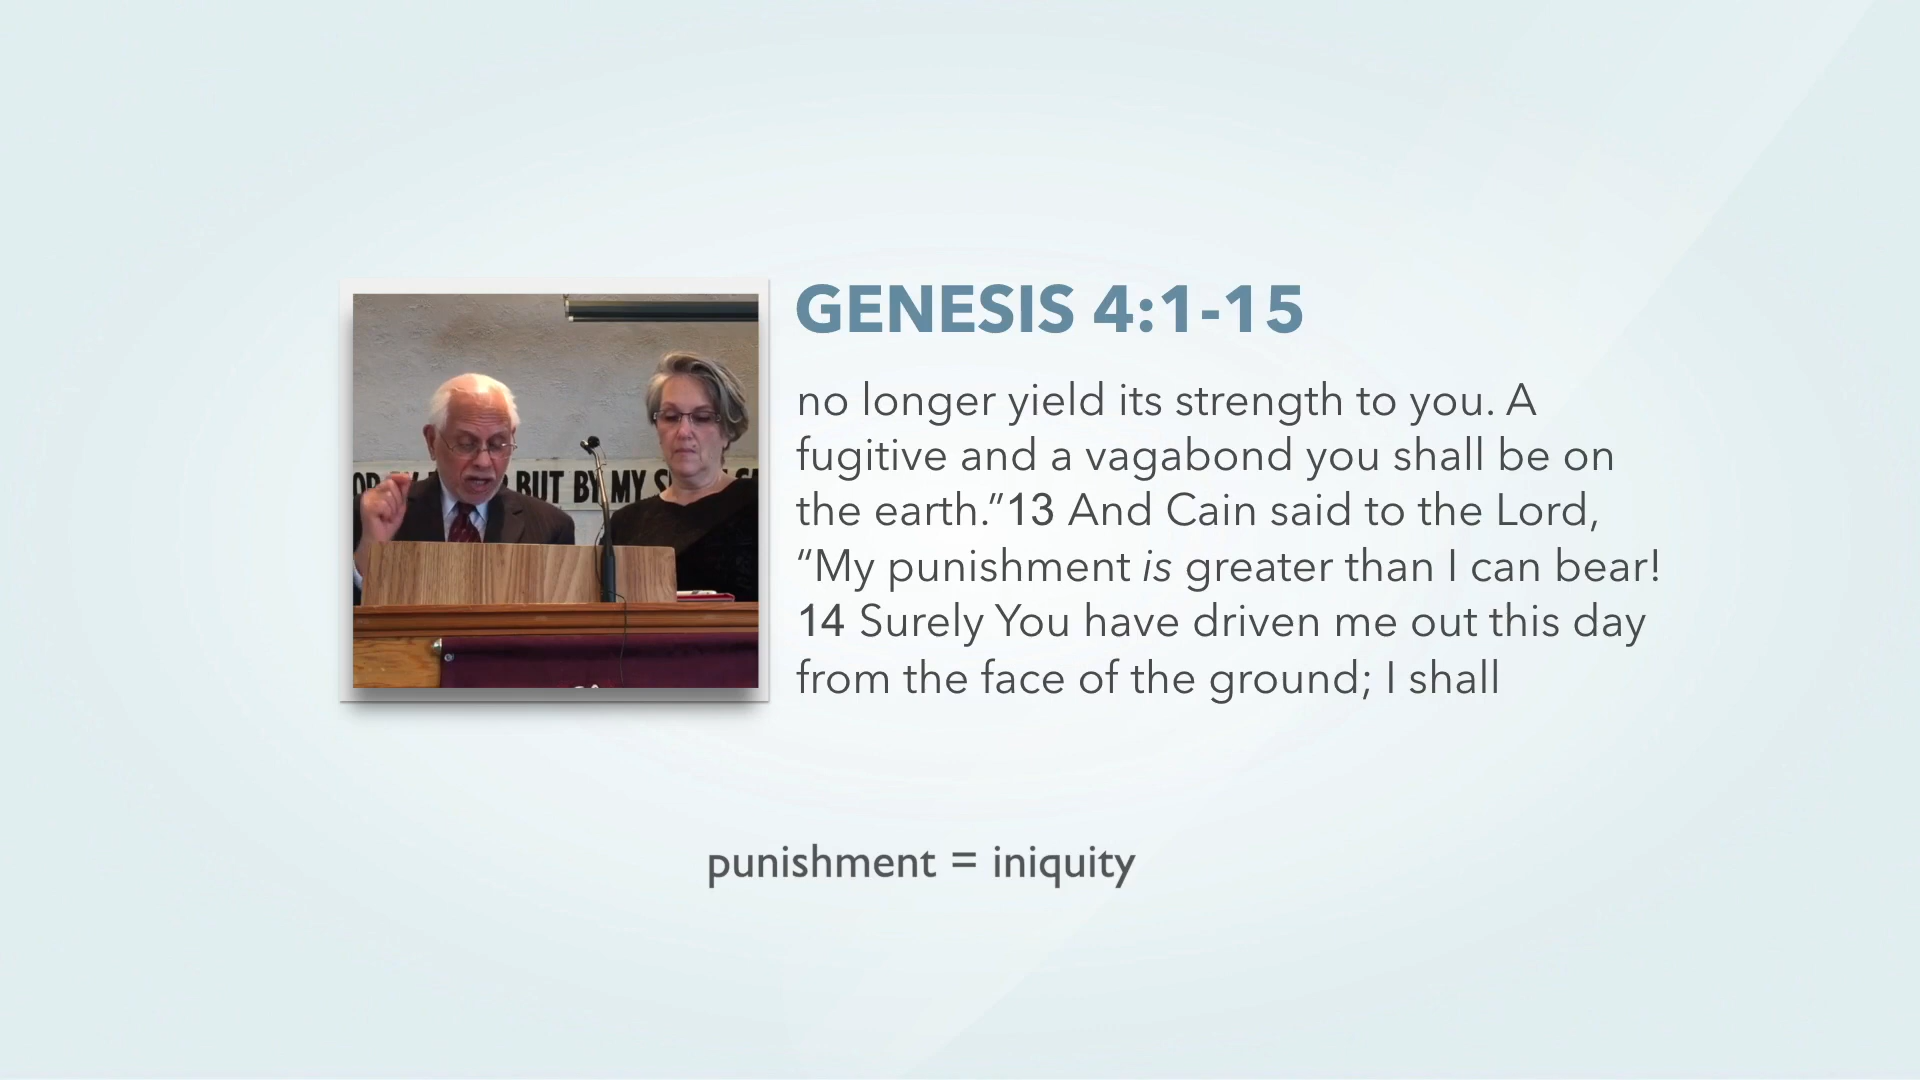 GENESIS 4:1-15
no longer yield its strength to you. A
fugitive and a vagabond you shall be on
the earth.”13 And Cain said to the Lord,
“My punishment is greater than I can bear!
14 Surely You have driven me out this day
from the face of the ground; I shall
BUT BY MY
punishment = iniquity